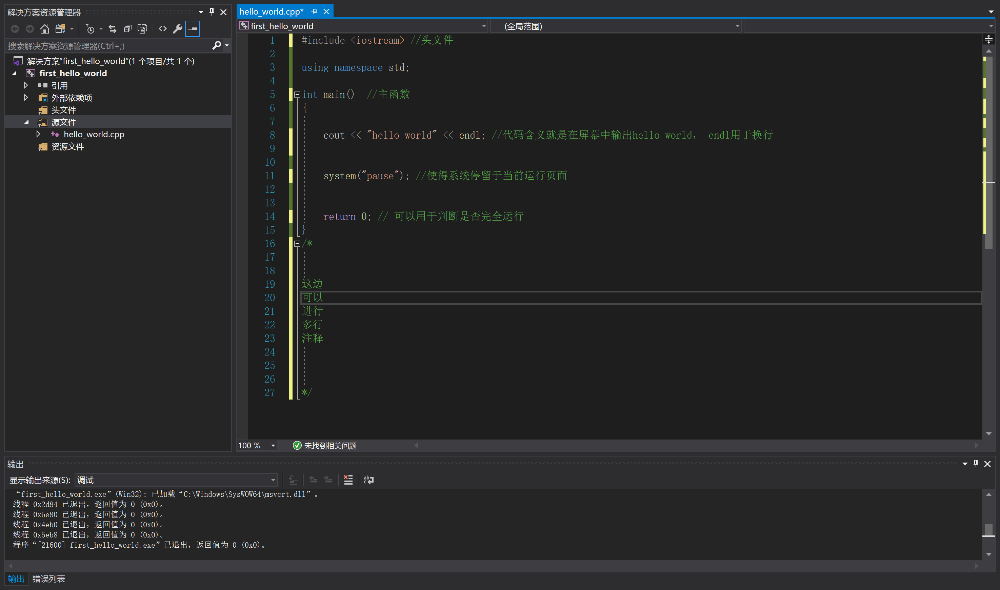 解决方案资源管理器
搜索解决方案资源管理器(Ctrl+;)
解决方案"first_hello_world"(1 个项目/共 1 个)
first_hello_world
引用
外部依赖项
头文件
源文件
hello_world.cpp
资源文件
hello_world.cpp*
first_hello_world
(全局范围)
1 #include <iostream> //头文件
2
3 using namespace std;
4
5 int main()  //主函数
6 {
7
8 cout << "hello world" << endl; //代码含义就是在屏幕中输出hello world， endl用于换行
9
10
11 system("pause"); //使得系统停留于当前运行页面
12
13
14 return 0; // 可以用于判断是否完全运行
15 }
16 /*
17
18
19 这边
20 可以
21 进行
22 多行
23 注释
24
25
26
27 */
100 %
未找到相关问题
输出
显示输出来源(S): 调试
“first_hello_world.exe”(Win32): 已加载“C:\Windows\SysWOW64\msvcrt.dll”。
线程 0x2d84 已退出，返回值为 0 (0x0)。
线程 0x5e80 已退出，返回值为 0 (0x0)。
线程 0x4eb0 已退出，返回值为 0 (0x0)。
线程 0x5eb8 已退出，返回值为 0 (0x0)。
程序“[21600] first_hello_world.exe”已退出，返回值为 0 (0x0)。
输出 错误列表